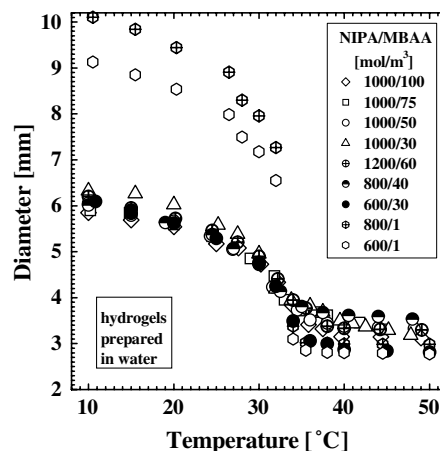 10
9
8
7
6
5
4
3
2
Diameter [mm]
NIPA/MBAA
[mol/m³]
1000/100
1000/75
1000/50
1000/30
1200/60
800/40
600/30
800/1
600/1
hydrogels
prepared
in water
10 20 30 40 50
Temperature [˚C]